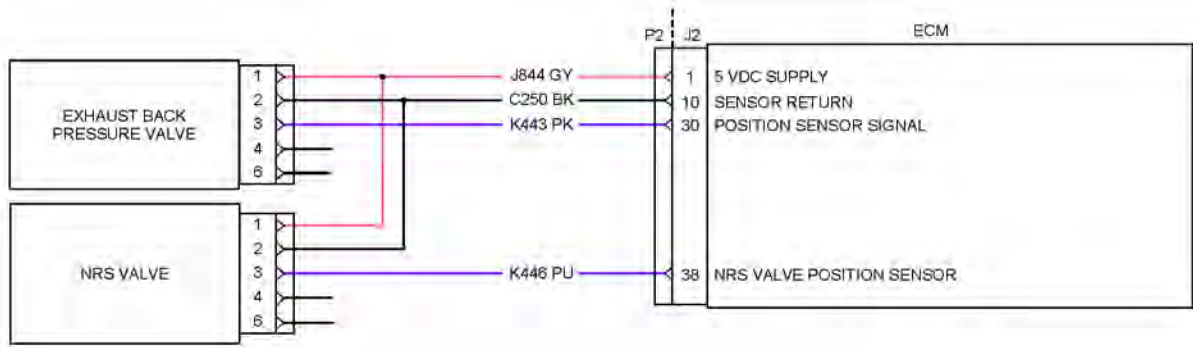 P2 J2 ECM
EXHAUST BACK
PRESSURE VALVE
1
2
3
4
6
J844 GY
C250 BK
K443 PK
1 5 VDC SUPPLY
10 SENSOR RETURN
30 POSITION SENSOR SIGNAL
NRS VALVE
1
2
3
4
6
K446 PU
38 NRS VALVE POSITION SENSOR